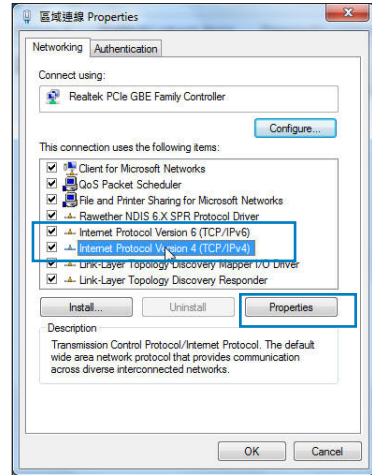 區域連線 Properties
Networking Authentication
Connect using:
Realtek PCIe GBE Family Controller
Configure...
This connection uses the following items:
Client for Microsoft Networks
QoS Packet Scheduler
File and Printer Sharing for Microsoft Networks
Rawether NDIS 6.X SPR Protocol Driver
Internet Protocol Version 6 (TCP/IPv6)
Internet Protocol Version 4 (TCP/IPv4)
Link-Layer Topology Discovery Mapper I/O Driver
Link-Layer Topology Discovery Responder
Install... Uninstall Properties
Description
Transmission Control Protocol/Internet Protocol. The default
wide area network protocol that provides communication
across diverse interconnected networks.
OK Cancel